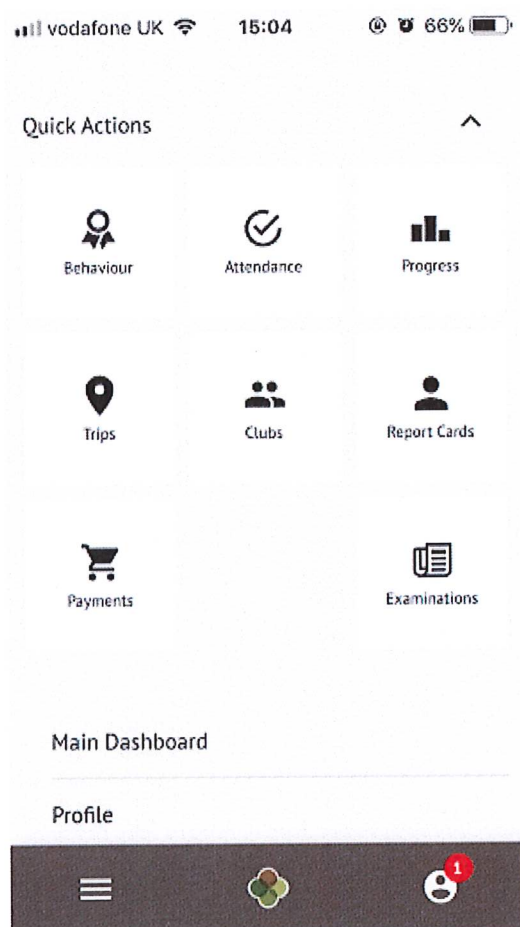 vodafone UK 15:04 66%
Quick Actions
Behaviour Attendance Progress
Trips Clubs Report Cards
Payments Examinations
Main Dashboard
Profile
1